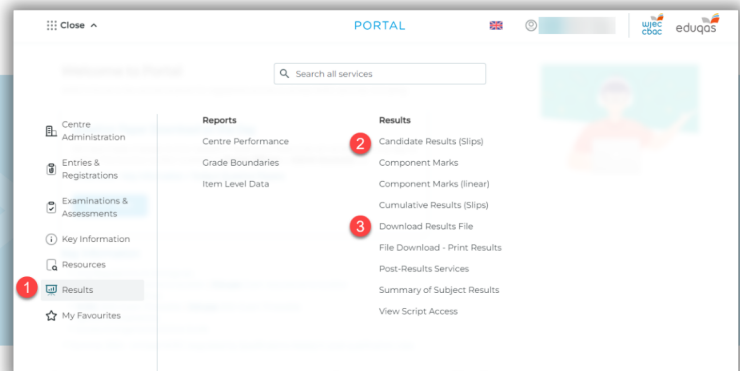 Close
PORTAL
wjec
cbac
eduqas
Search all services
Centre
Administration
Entries &
Registrations
Examinations &
Assessments
Key Information
Resources
1
Results
My Favourites
Reports
Centre Performance
Grade Boundaries
Item Level Data
Results
2
Candidate Results (Slips)
Component Marks
Component Marks (linear)
Cumulative Results (Slips)
3
Download Results File
File Download - Print Results
Post-Results Services
Summary of Subject Results
View Script Access